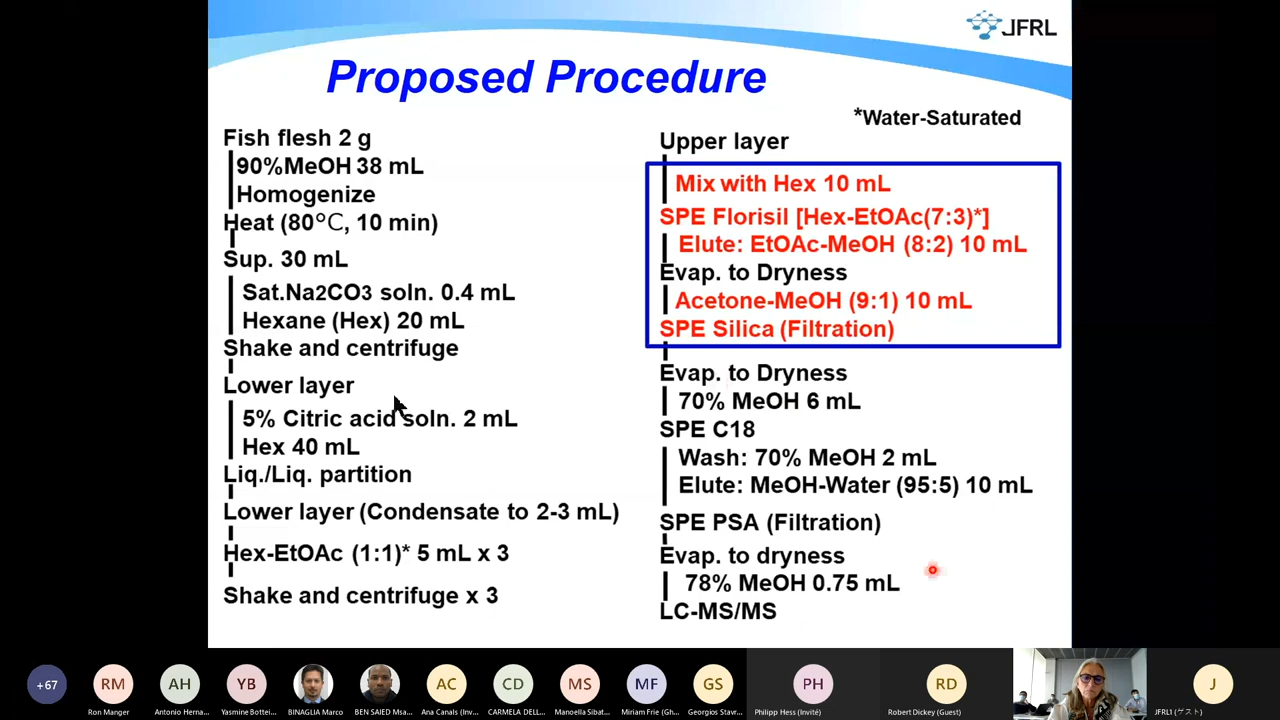 JFRL
Proposed Procedure
*Water-Saturated
Fish flesh 2 g
90%MeOH 38 mL
Homogenize
Heat (80℃, 10 min)
Sup. 30 mL
Sat.Na2CO3 soln. 0.4 mL
Hexane (Hex) 20 mL
Shake and centrifuge
Lower layer
5% Citric acid soln. 2 mL
Hex 40 mL
Liq./Liq. partition
Lower layer (Condensate to 2-3 mL)
Hex-EtOAc (1:1)* 5 mL x 3
Shake and centrifuge x 3
Upper layer
Mix with Hex 10 mL
SPE Florisil [Hex-EtOAc(7:3)*]
Elute: EtOAc-MeOH (8:2) 10 mL
Evap. to Dryness
Acetone-MeOH (9:1) 10 mL
SPE Silica (Filtration)
Evap. to Dryness
70% MeOH 6 mL
SPE C18
Wash: 70% MeOH 2 mL
Elute: MeOH-Water (95:5) 10 mL
SPE PSA (Filtration)
Evap. to dryness
78% MeOH 0.75 mL
LC-MS/MS
+67 RM AH YB AC CD MS MF GS PH RD J
Ron Manger
Antonio Herna...
Yasmine Bottei...
BINAGLIA Marco
BEN SAIED Msa...
Ana Canals (Inv...
CARMELA DELL...
Manoella Sibat...
Miriam Frie (Gh...
Georgios Stavr...
Philipp Hess (Invité)
Robert Dickey (Guest)
JFRL1 (ゲスト)